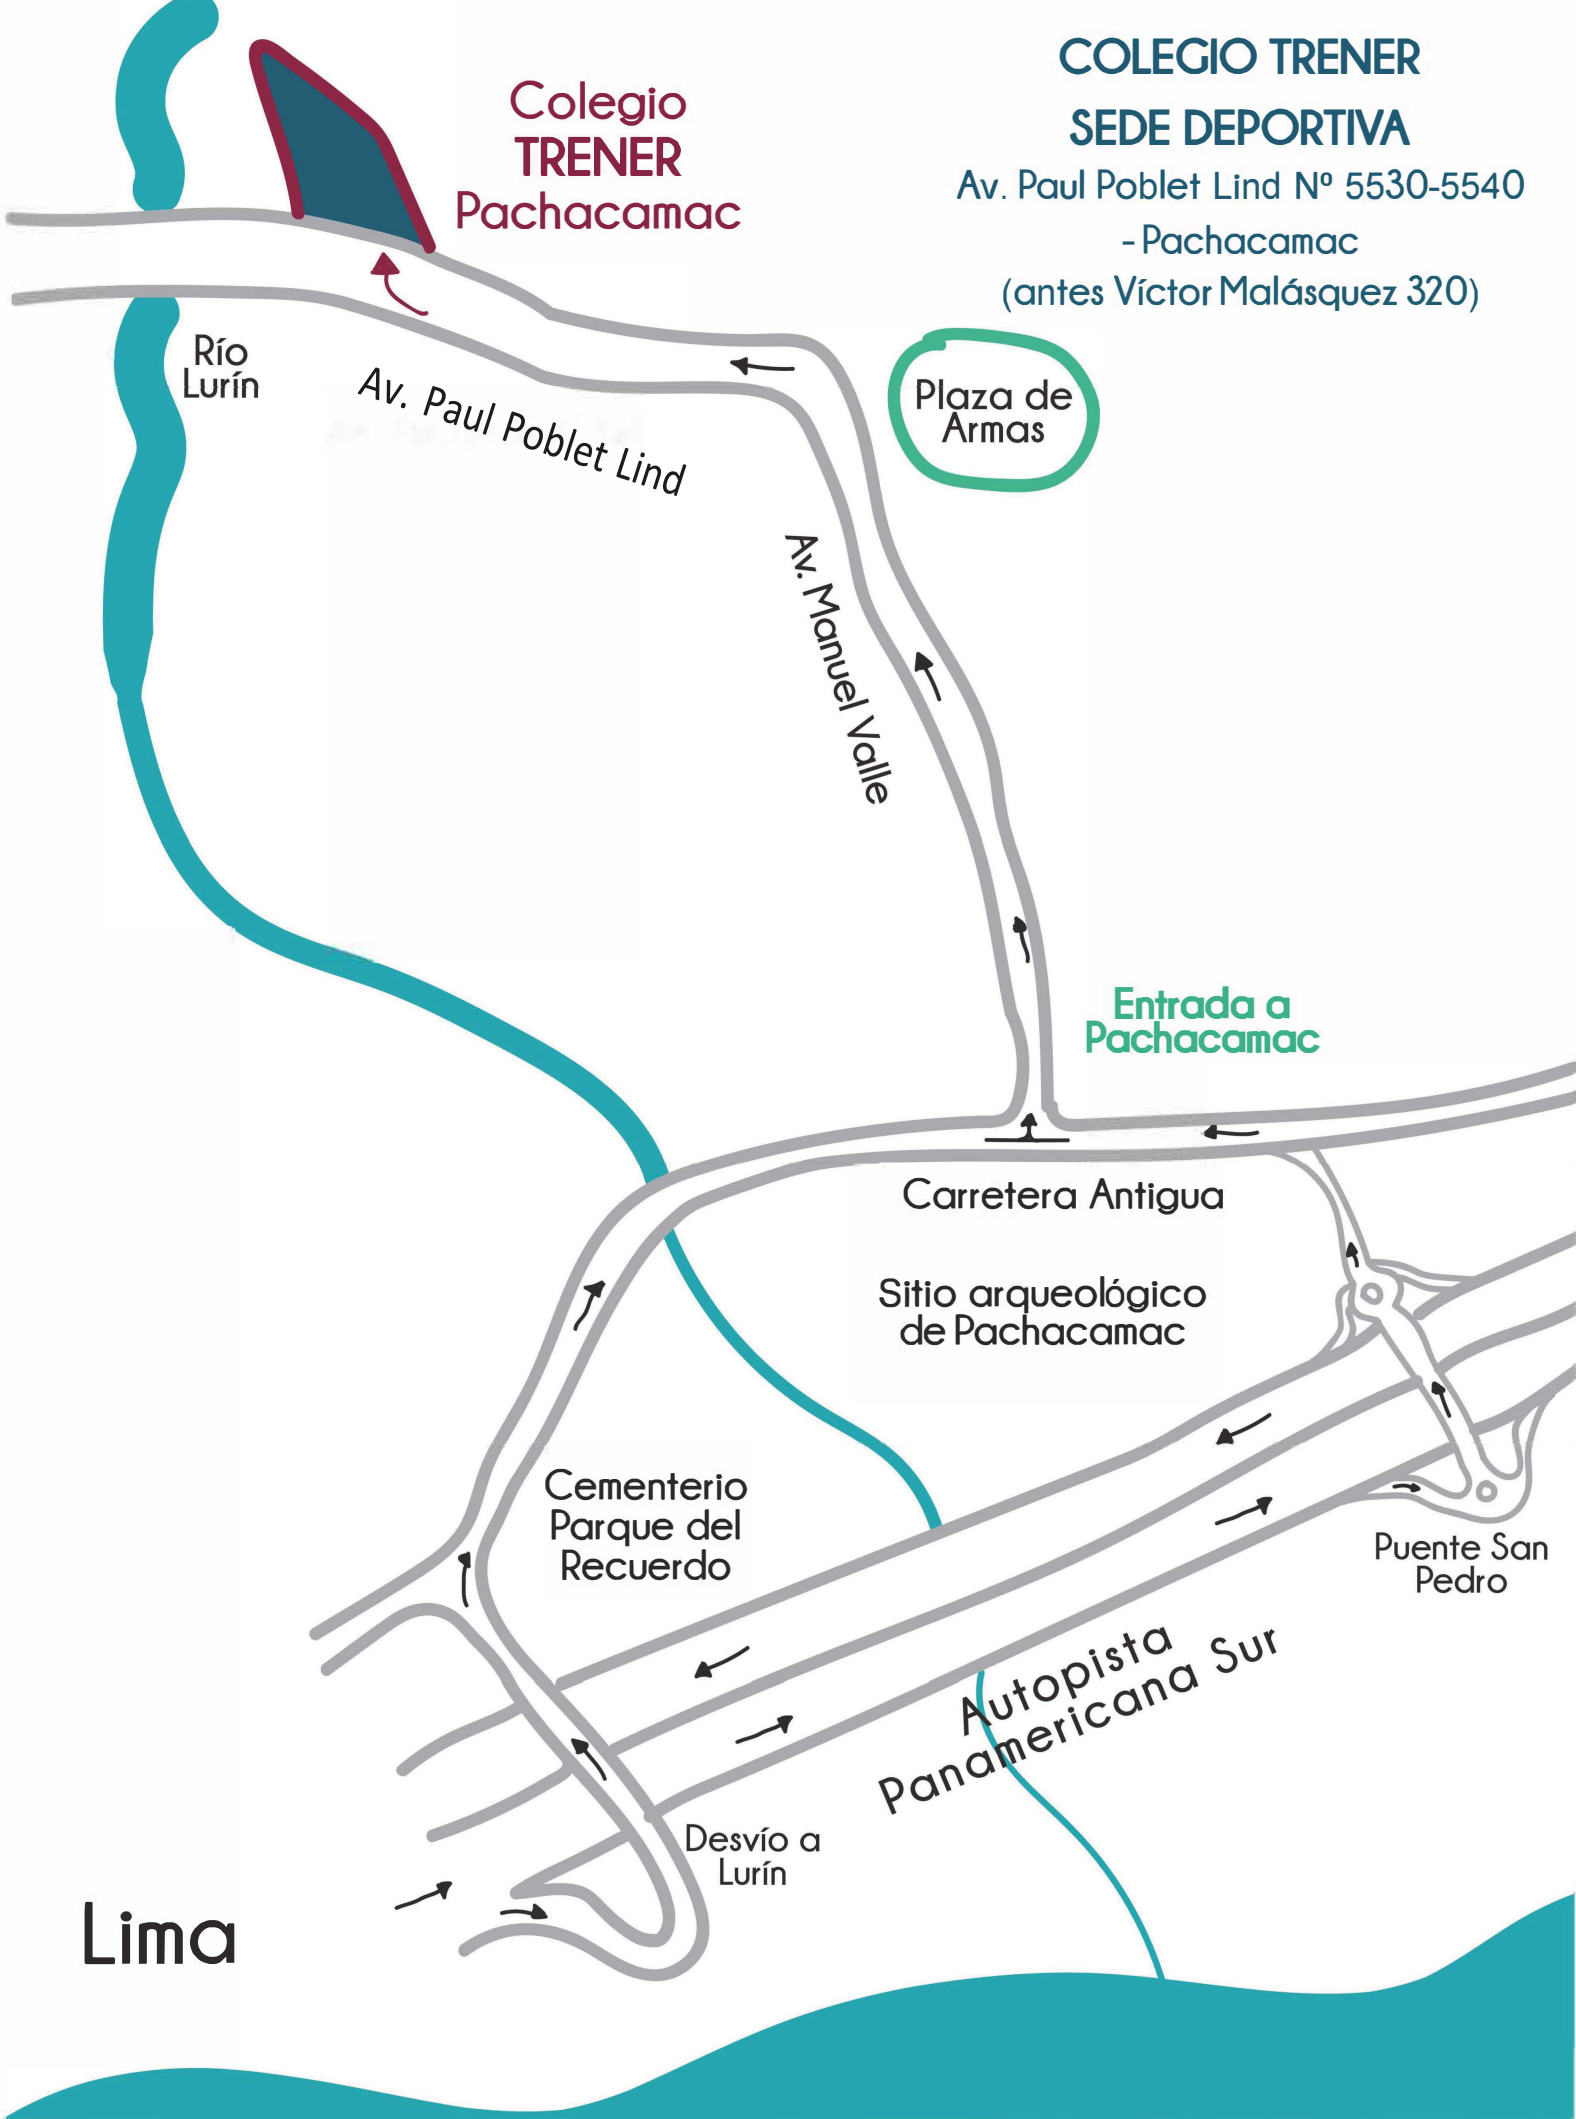 COLEGIO TRENER
SEDE DEPORTIVA
Av. Paul Poblet Lind Nº 5530-5540
- Pachacamac
(antes Víctor Malásquez 320)
Colegio
TRENER
Pachacamac
Río
Lurín
Av. Paul Poblet Lind
Plaza de
Armas
Av. Manuel Valle
Entrada a
Pachacamac
Carretera Antigua
Sitio arqueológico
de Pachacamac
Cementerio
Parque del
Recuerdo
Puente San
Pedro
Autopista
Panamericana Sur
Desvío a
Lurín
Lima